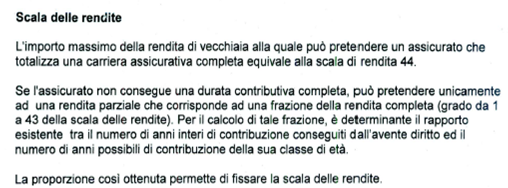 Scala delle rendite
L'importo massimo della rendita di vecchiaia alla quale può pretendere un assicurato che
totalizza una carriera assicurativa completa equivale alla scala di rendita 44.
Se l'assicurato non consegue una durata contributiva completa, può pretendere unicamente
ad una rendita parziale che corrisponde ad una frazione della rendita completa (grado da 1
a 43 della scala delle rendite). Per il calcolo di tale frazione, è determinante il rapporto
esistente tra il numero di anni interi di contribuzione conseguiti dall'avente diritto ed il
numero di anni possibili di contribuzione della sua classe di età.
La proporzione così ottenuta permette di fissare la scala delle rendite.